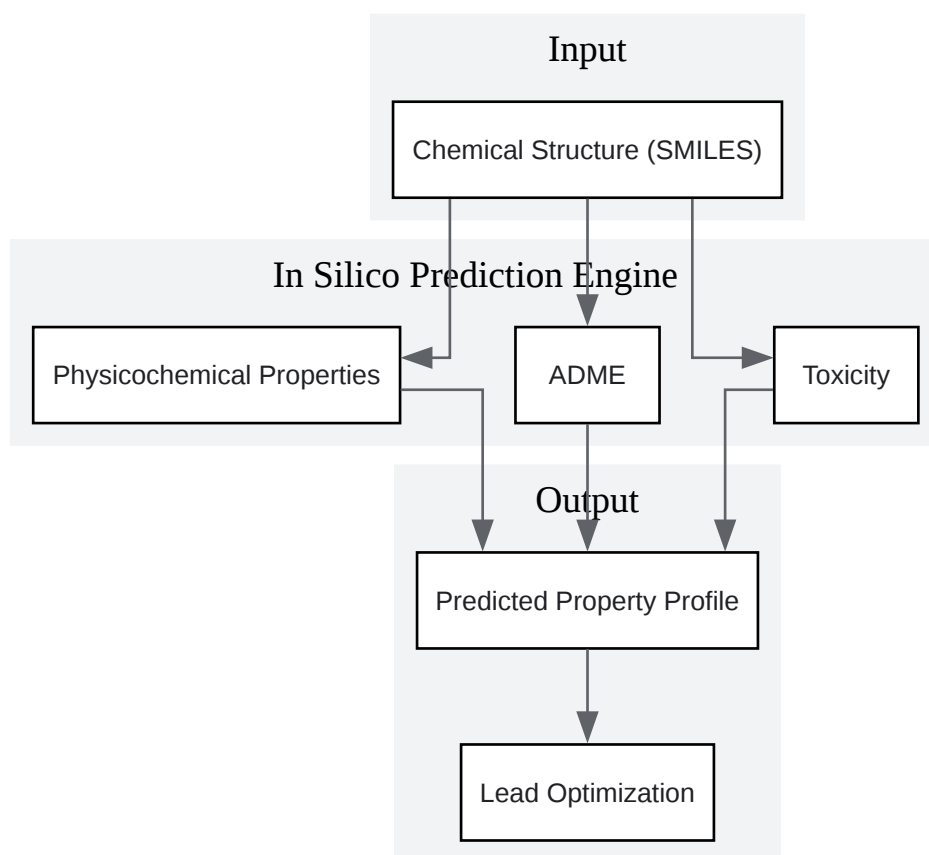 Input
Chemical Structure (SMILES)
In Silico Prediction Engine
Physicochemical Properties
ADME
Toxicity
Output
Predicted Property Profile
Lead Optimization